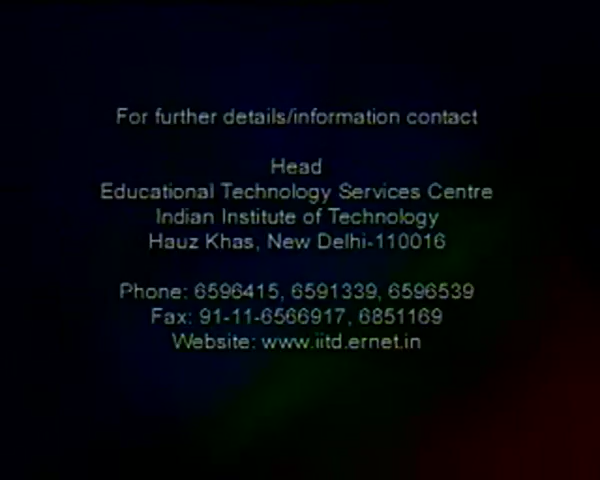 For further details/information contact
Head
Educational Technology Services Centre
Indian Institute of Technology
Hauz Khas, New Delhi-110016
Phone: 6596415, 6591339, 6596539
Fax: 91-11-6566917, 6851169
Website: www.iitd.ernet.in